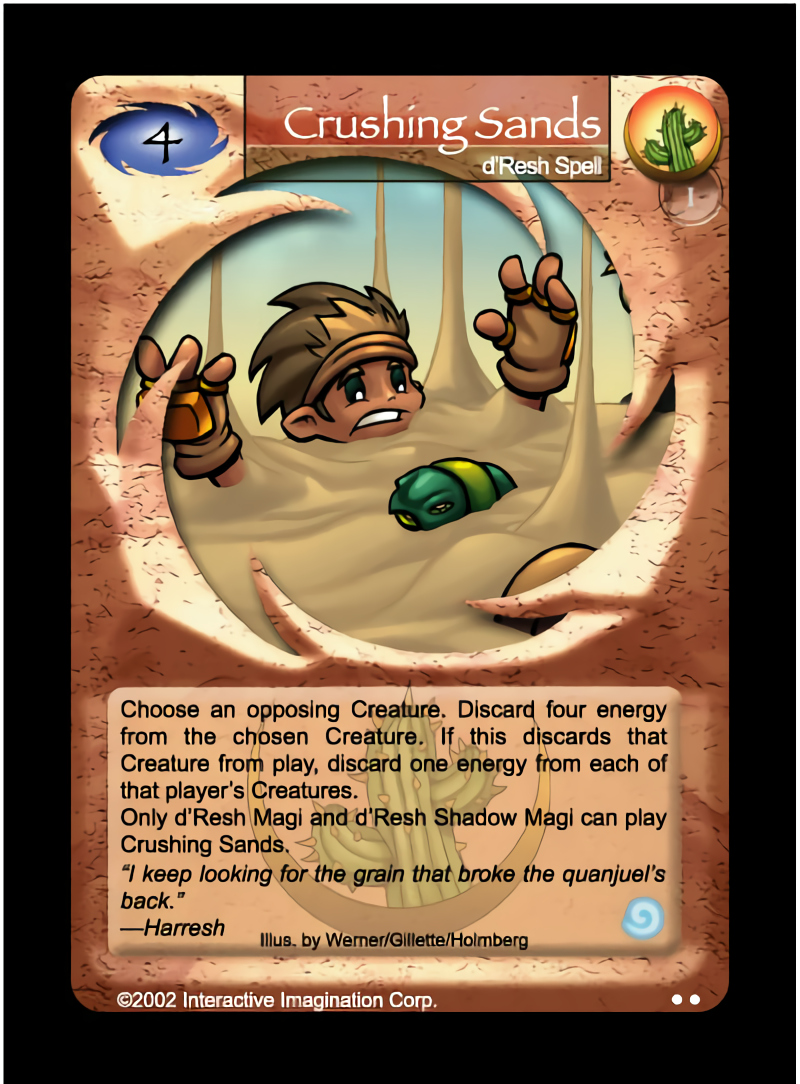 4
Crushing Sands
d'Resh Spell
I
Choose an opposing Creature. Discard four energy
from the chosen Creature. If this discards that
Creature from play, discard one energy from each of
that player's Creatures.
Only d'Resh Magi and d'Resh Shadow Magi can play
Crushing Sands.
"I keep looking for the grain that broke the quanjuel's
back."
—Harresh
Illus. by Werner/Gillette/Holmberg
©2002 Interactive Imagination Corp.